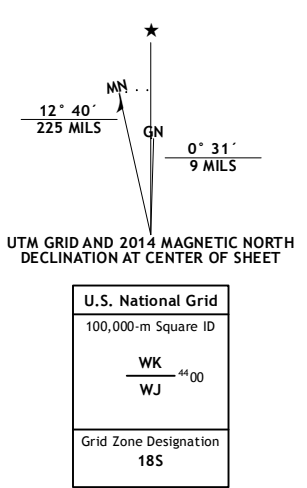 ★
MN
12° 40´
225 MILS
GN
0° 31´
9 MILS
UTM GRID AND 2014 MAGNETIC NORTH
DECLINATION AT CENTER OF SHEET
U.S. National Grid
100,000-m Square ID
WK
4400
WJ
Grid Zone Designation
18S